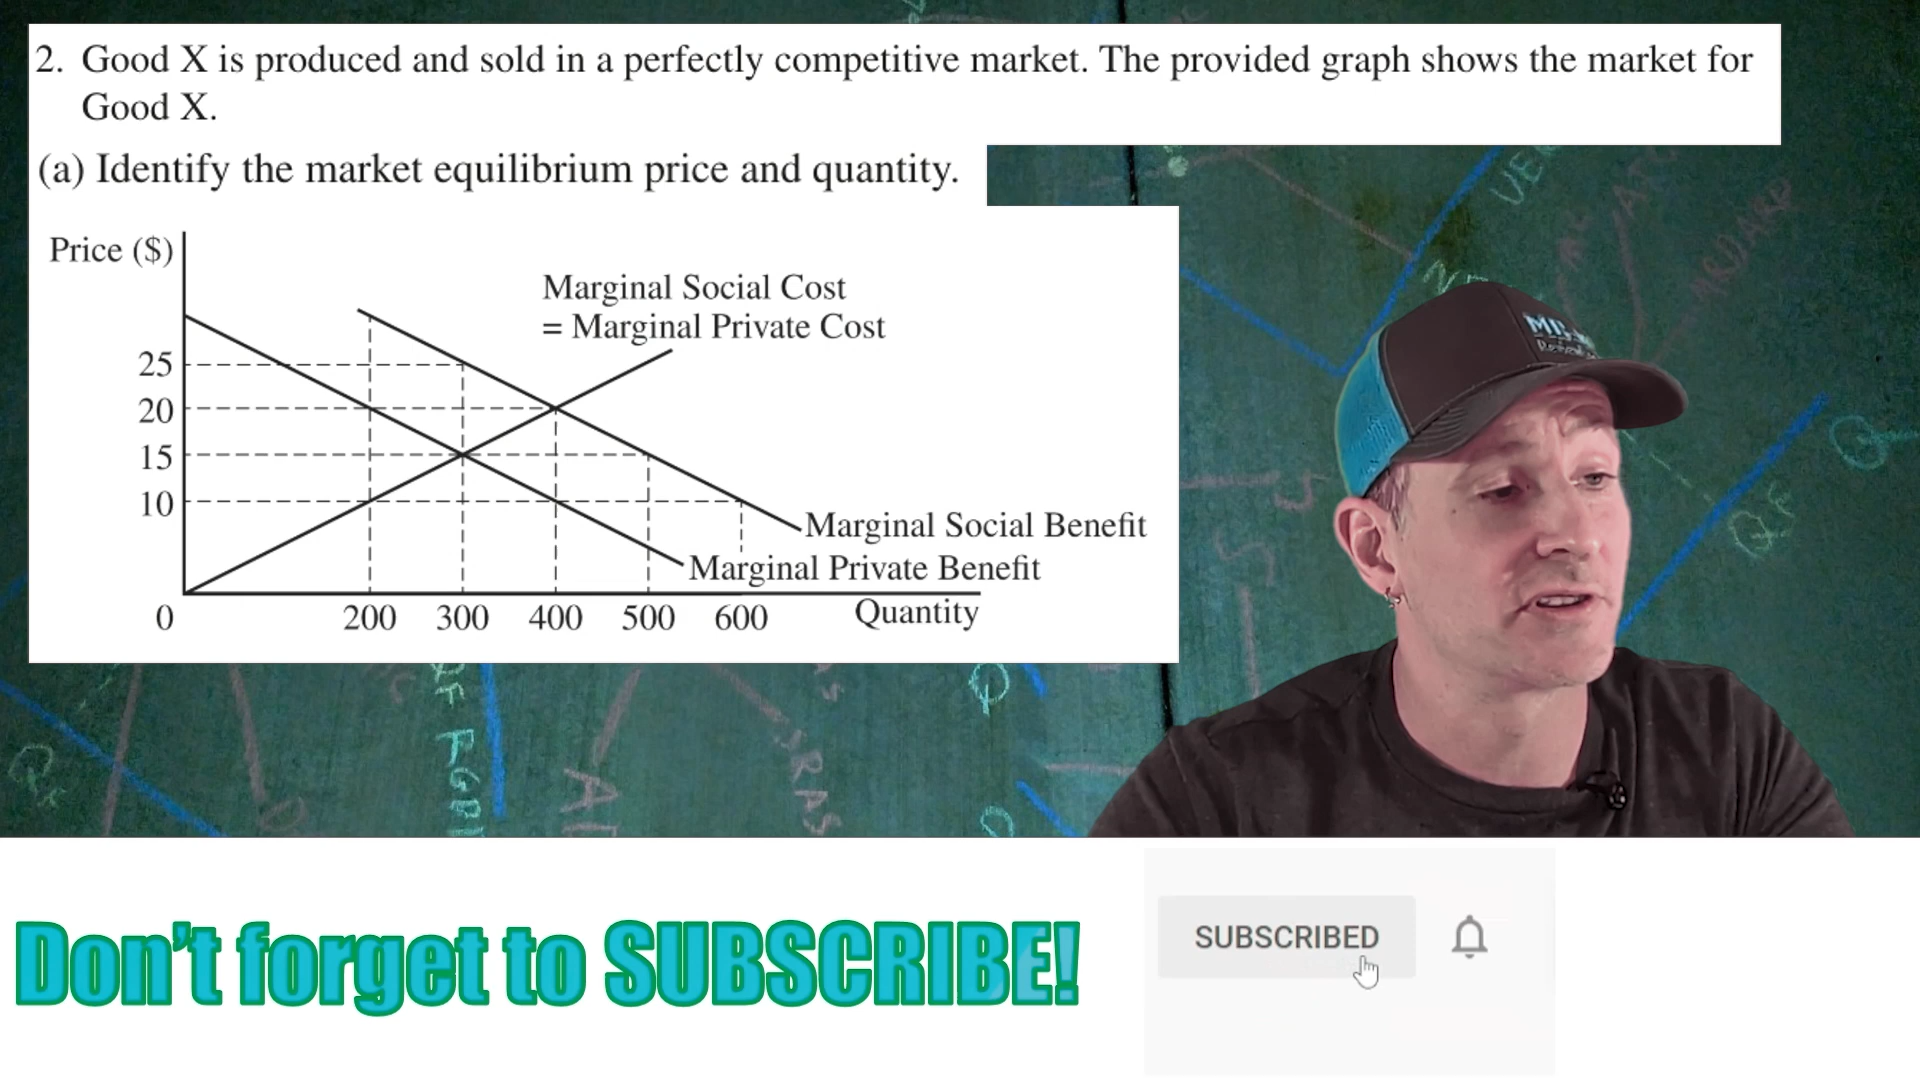 2. Good X is produced and sold in a perfectly competitive market. The provided graph shows the market for
Good X.
(a) Identify the market equilibrium price and quantity.
Price ($)
Marginal Social Cost
= Marginal Private Cost
25
20
15
10
Marginal Social Benefit
Marginal Private Benefit
0
200 300 400 500 600
Quantity
Don't forget to SUBSCRIBE!
SUBSCRIBED